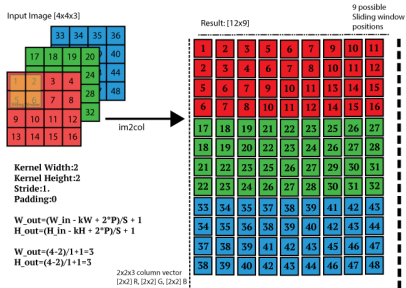 Input Image [4x4x3]
33 34 35 36
40
44
48
17 18 19 20
24
28
32
1 2 3 4
5 6 7 8
9 10 11 12
13 14 15 16
im2col
Kernel Width:2
Kernel Height:2
Stride:1.
Padding:0
W_out=(W_in - kW + 2*P)/S + 1
H_out=(H_in - kH + 2*P)/S + 1
W_out=(4-2)/1+1=3
H_out=(4-2)/1+1=3
9 possible
Sliding window
positions
Result: [12x9]
1 2 3 5 6 7 9 10 11
2 3 4 6 7 8 10 11 12
5 6 7 9 10 11 13 14 15
6 7 8 10 11 12 14 15 16
17 18 19 21 22 23 25 26 27
18 19 20 22 23 24 26 27 28
21 22 23 25 26 27 29 30 31
22 23 24 26 27 28 30 31 32
33 34 35 37 38 39 41 42 43
34 35 36 38 39 40 42 43 44
37 38 39 41 42 43 45 46 47
38 39 40 42 43 44 46 47 48
2x2x3 column vector
[2x2] R, [2x2] G, [2x2] B